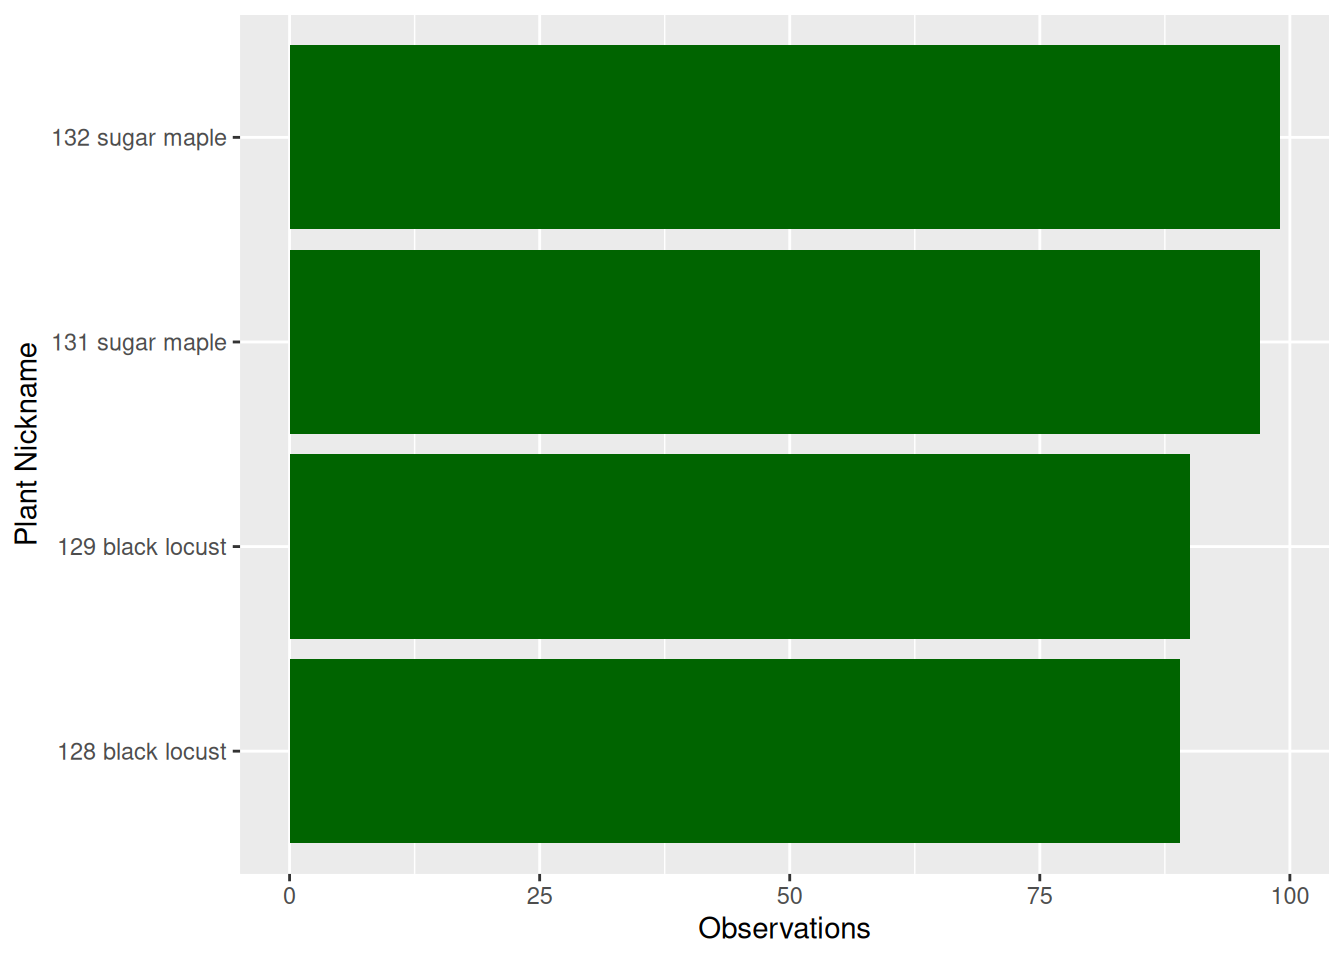 Plant Nickname
132 sugar maple
131 sugar maple
129 black locust
128 black locust
0 25 50 75 100
Observations